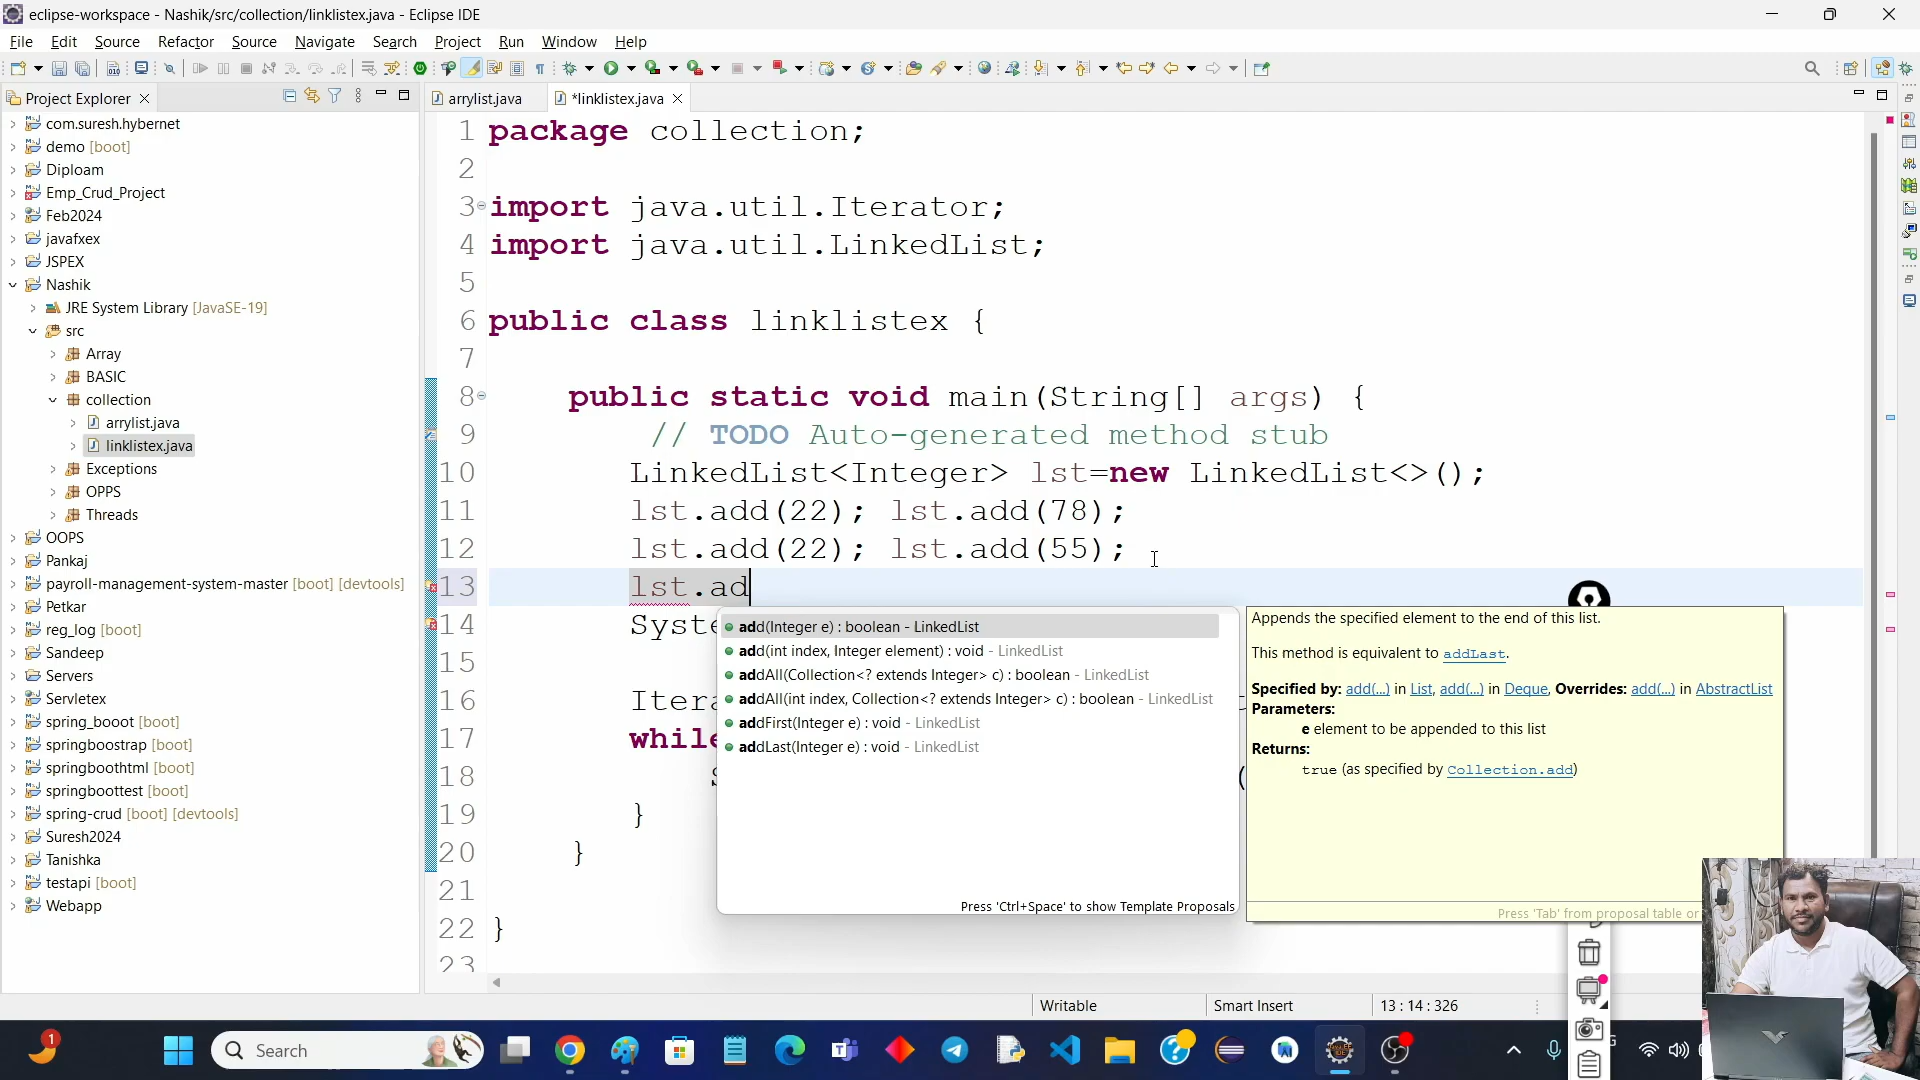 eclipse-workspace - Nashik/src/collection/linklistex.java - Eclipse IDE
File Edit Source Refactor Source Navigate Search Project Run Window Help
Project Explorer
arrylist.java
*linklistex.java
com.suresh.hybernet
demo [boot]
Diploam
Emp_Crud_Project
Feb2024
javafxex
JSPEX
Nashik
JRE System Library [JavaSE-19]
src
Array
BASIC
collection
arrylist.java
linklistex.java
Exceptions
OPPS
Threads
OOPS
Pankaj
payroll-management-system-master [boot] [devtools]
Petkar
reg_log [boot]
Sandeep
Servers
Servletex
spring_booot [boot]
springboostrap [boot]
springboothtml [boot]
springboottest [boot]
spring-crud [boot] [devtools]
Suresh2024
Tanishka
testapi [boot]
Webapp
1 package collection;
2
3 import java.util.Iterator;
4 import java.util.LinkedList;
5
6 public class linklistex {
7
8 public static void main(String[] args) {
9 // TODO Auto-generated method stub
10 LinkedList<Integer> lst=new LinkedList<>();
11 lst.add(22); lst.add(78);
12 lst.add(22); lst.add(55);
13 lst.ad
14 Syste
15
16 Itera
17 while
18 S (
19 }
20 }
21
22 }
23
add(Integer e) : boolean - LinkedList
add(int index, Integer element) : void - LinkedList
addAll(Collection<? extends Integer> c) : boolean - LinkedList
addAll(int index, Collection<? extends Integer> c) : boolean - LinkedList
addFirst(Integer e) : void - LinkedList
addLast(Integer e) : void - LinkedList
Press 'Ctrl+Space' to show Template Proposals
Appends the specified element to the end of this list.
This method is equivalent to addLast.
Specified by: add(...) in List, add(...) in Deque, Overrides: add(...) in AbstractList
Parameters:
e element to be appended to this list
Returns:
true (as specified by Collection.add)
Press 'Tab' from proposal table or
Writable Smart Insert 13 : 14 : 326
1 Search